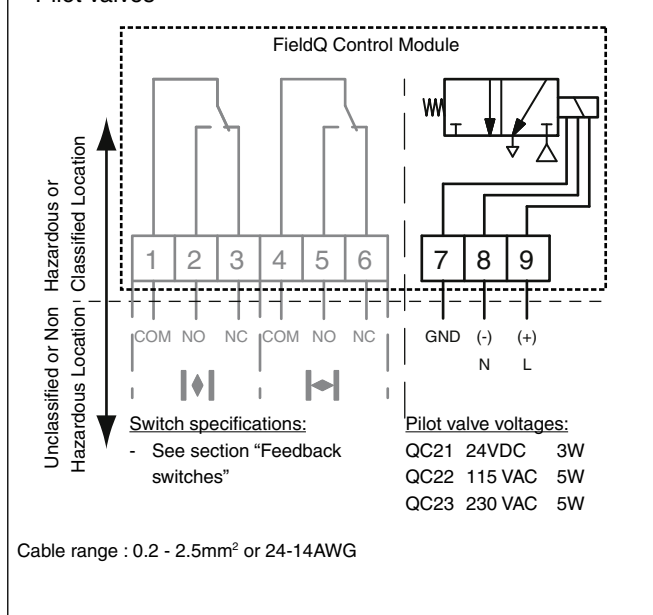 Pilot valves
FieldQ Control Module
Hazardous or
Classified Location
Unclassified or Non
Hazardous Location
1 2 3 4 5 6 7 8 9
COM NO NC COM NO NC GND (-) (+)
N L
Switch specifications:
- See section “Feedback
switches”
Pilot valve voltages:
QC21 24VDC 3W
QC22 115 VAC 5W
QC23 230 VAC 5W
Cable range : 0.2 - 2.5mm² or 24-14AWG